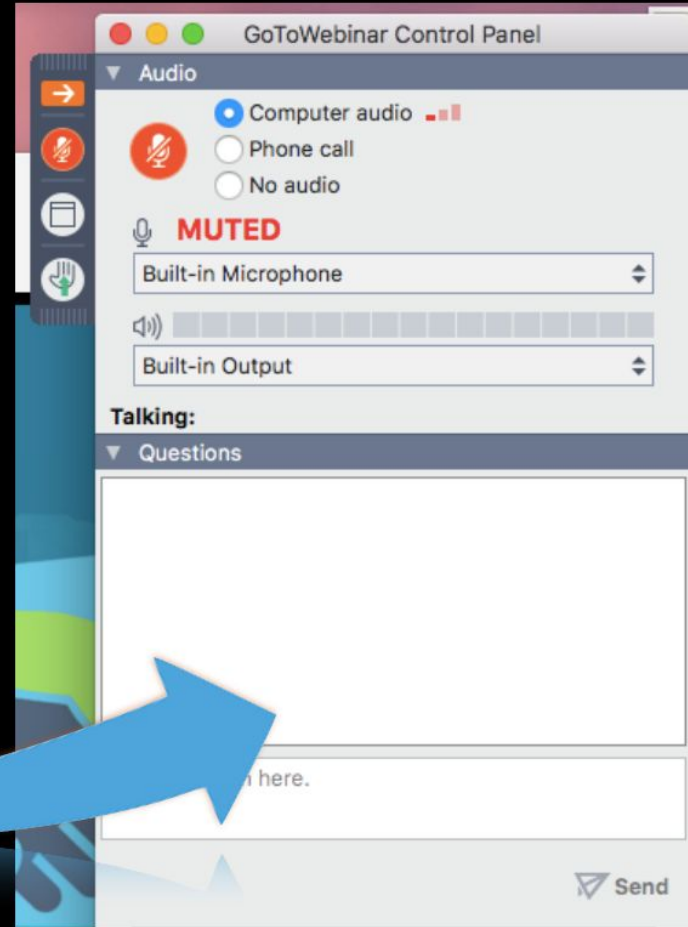 GoToWebinar Control Panel
Audio
Computer audio
Phone call
No audio
MUTED
Built-in Microphone
Built-in Output
Talking:
Questions
here.
Send